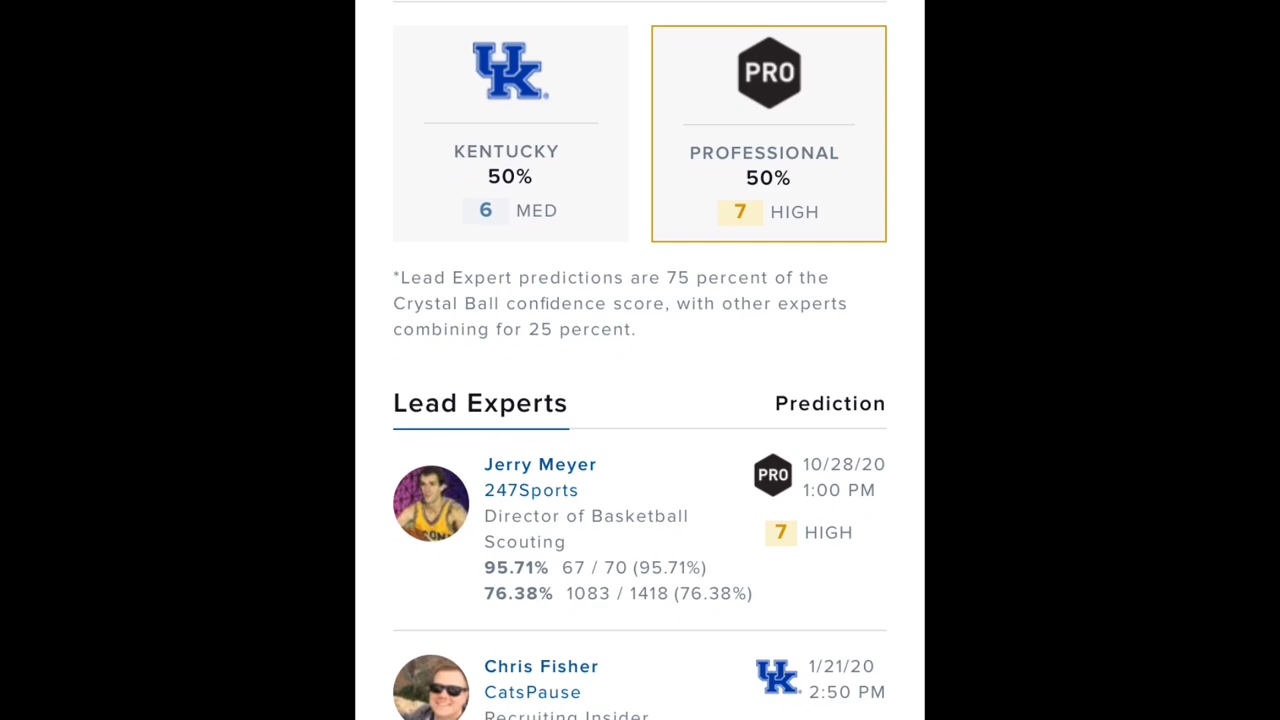 UK
PRO
KENTUCKY
50%
6 MED
PROFESSIONAL
50%
7 HIGH
*Lead Expert predictions are 75 percent of the
Crystal Ball confidence score, with other experts
combining for 25 percent.
Lead Experts
Prediction
Jerry Meyer
247Sports
Director of Basketball
Scouting
95.71% 67 / 70 (95.71%)
76.38% 1083 / 1418 (76.38%)
PRO
10/28/20
1:00 PM
7 HIGH
Chris Fisher
CatsPause
Recruiting Insider
UK
1/21/20
2:50 PM